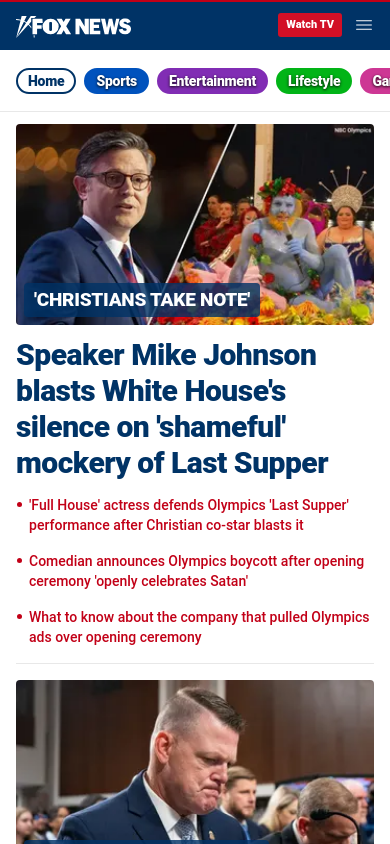 FOX NEWS
Watch TV
Home
Sports
Entertainment
Lifestyle
Ga
NBC Olympics
'CHRISTIANS TAKE NOTE'
Speaker Mike Johnson
blasts White House's
silence on 'shameful'
mockery of Last Supper
'Full House' actress defends Olympics 'Last Supper'
performance after Christian co-star blasts it
Comedian announces Olympics boycott after opening
ceremony 'openly celebrates Satan'
What to know about the company that pulled Olympics
ads over opening ceremony